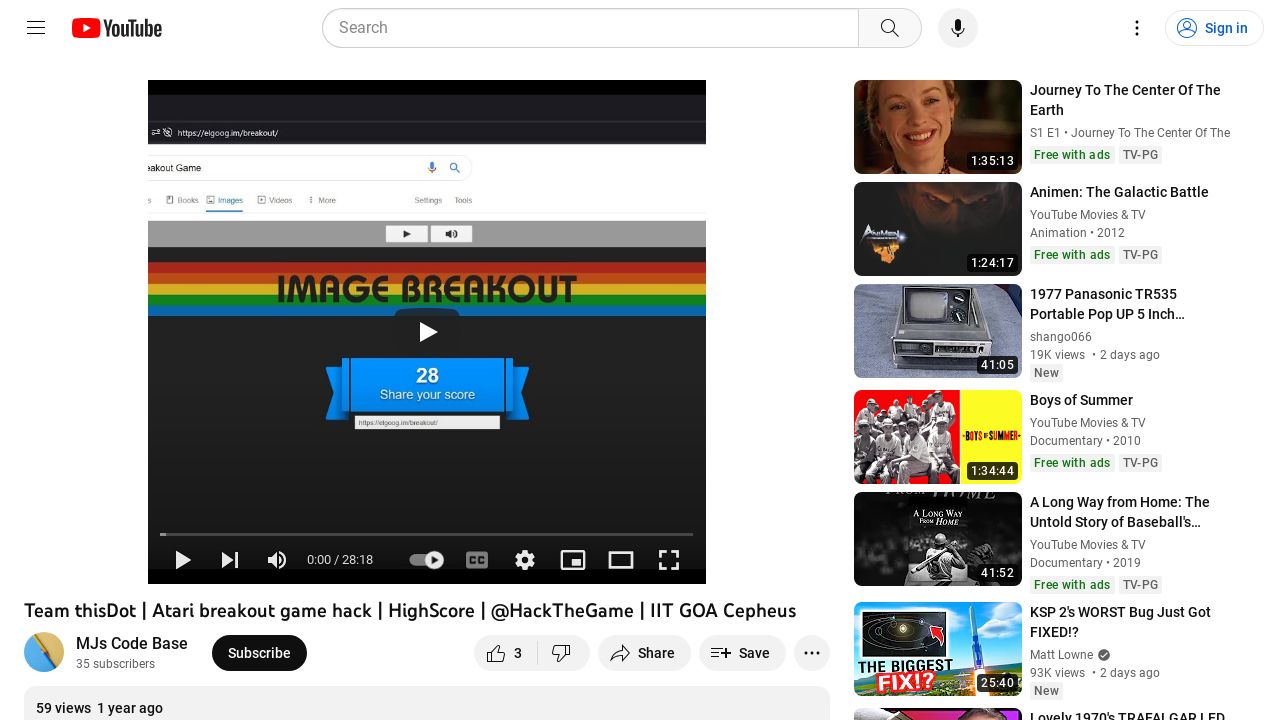 YouTube
Search
Sign in
https://elgoog.im/breakout/
eakout Game
Books
Images
Videos
More
Settings
Tools
IMAGE BREAKOUT
28
Share your score
https://elgoog.im/breakout/
0:00 / 28:18
CC
Team thisDot | Atari breakout game hack | HighScore | @HackTheGame | IIT GOA Cepheus
MJs Code Base
35 subscribers
Subscribe
3
Share
Save
59 views 1 year ago
1:35:13
Journey To The Center Of The
Earth
S1 E1 • Journey To The Center Of The
Free with ads
TV-PG
ANIMEN
1:24:17
Animen: The Galactic Battle
YouTube Movies & TV
Animation • 2012
Free with ads
TV-PG
41:05
1977 Panasonic TR535
Portable Pop UP 5 Inch…
shango066
19K views • 2 days ago
New
BOYS OF SUMMER
1:34:44
Boys of Summer
YouTube Movies & TV
Documentary • 2010
Free with ads
TV-PG
FROM HOME
A LONG WAY
FROM HOME
41:52
A Long Way from Home: The
Untold Story of Baseball's…
YouTube Movies & TV
Documentary • 2019
Free with ads
TV-PG
THE BIGGEST
FIX!?
25:40
KSP 2's WORST Bug Just Got
FIXED!?
Matt Lowne
93K views • 2 days ago
New
Lovely 1970's TRAFALGAR LED